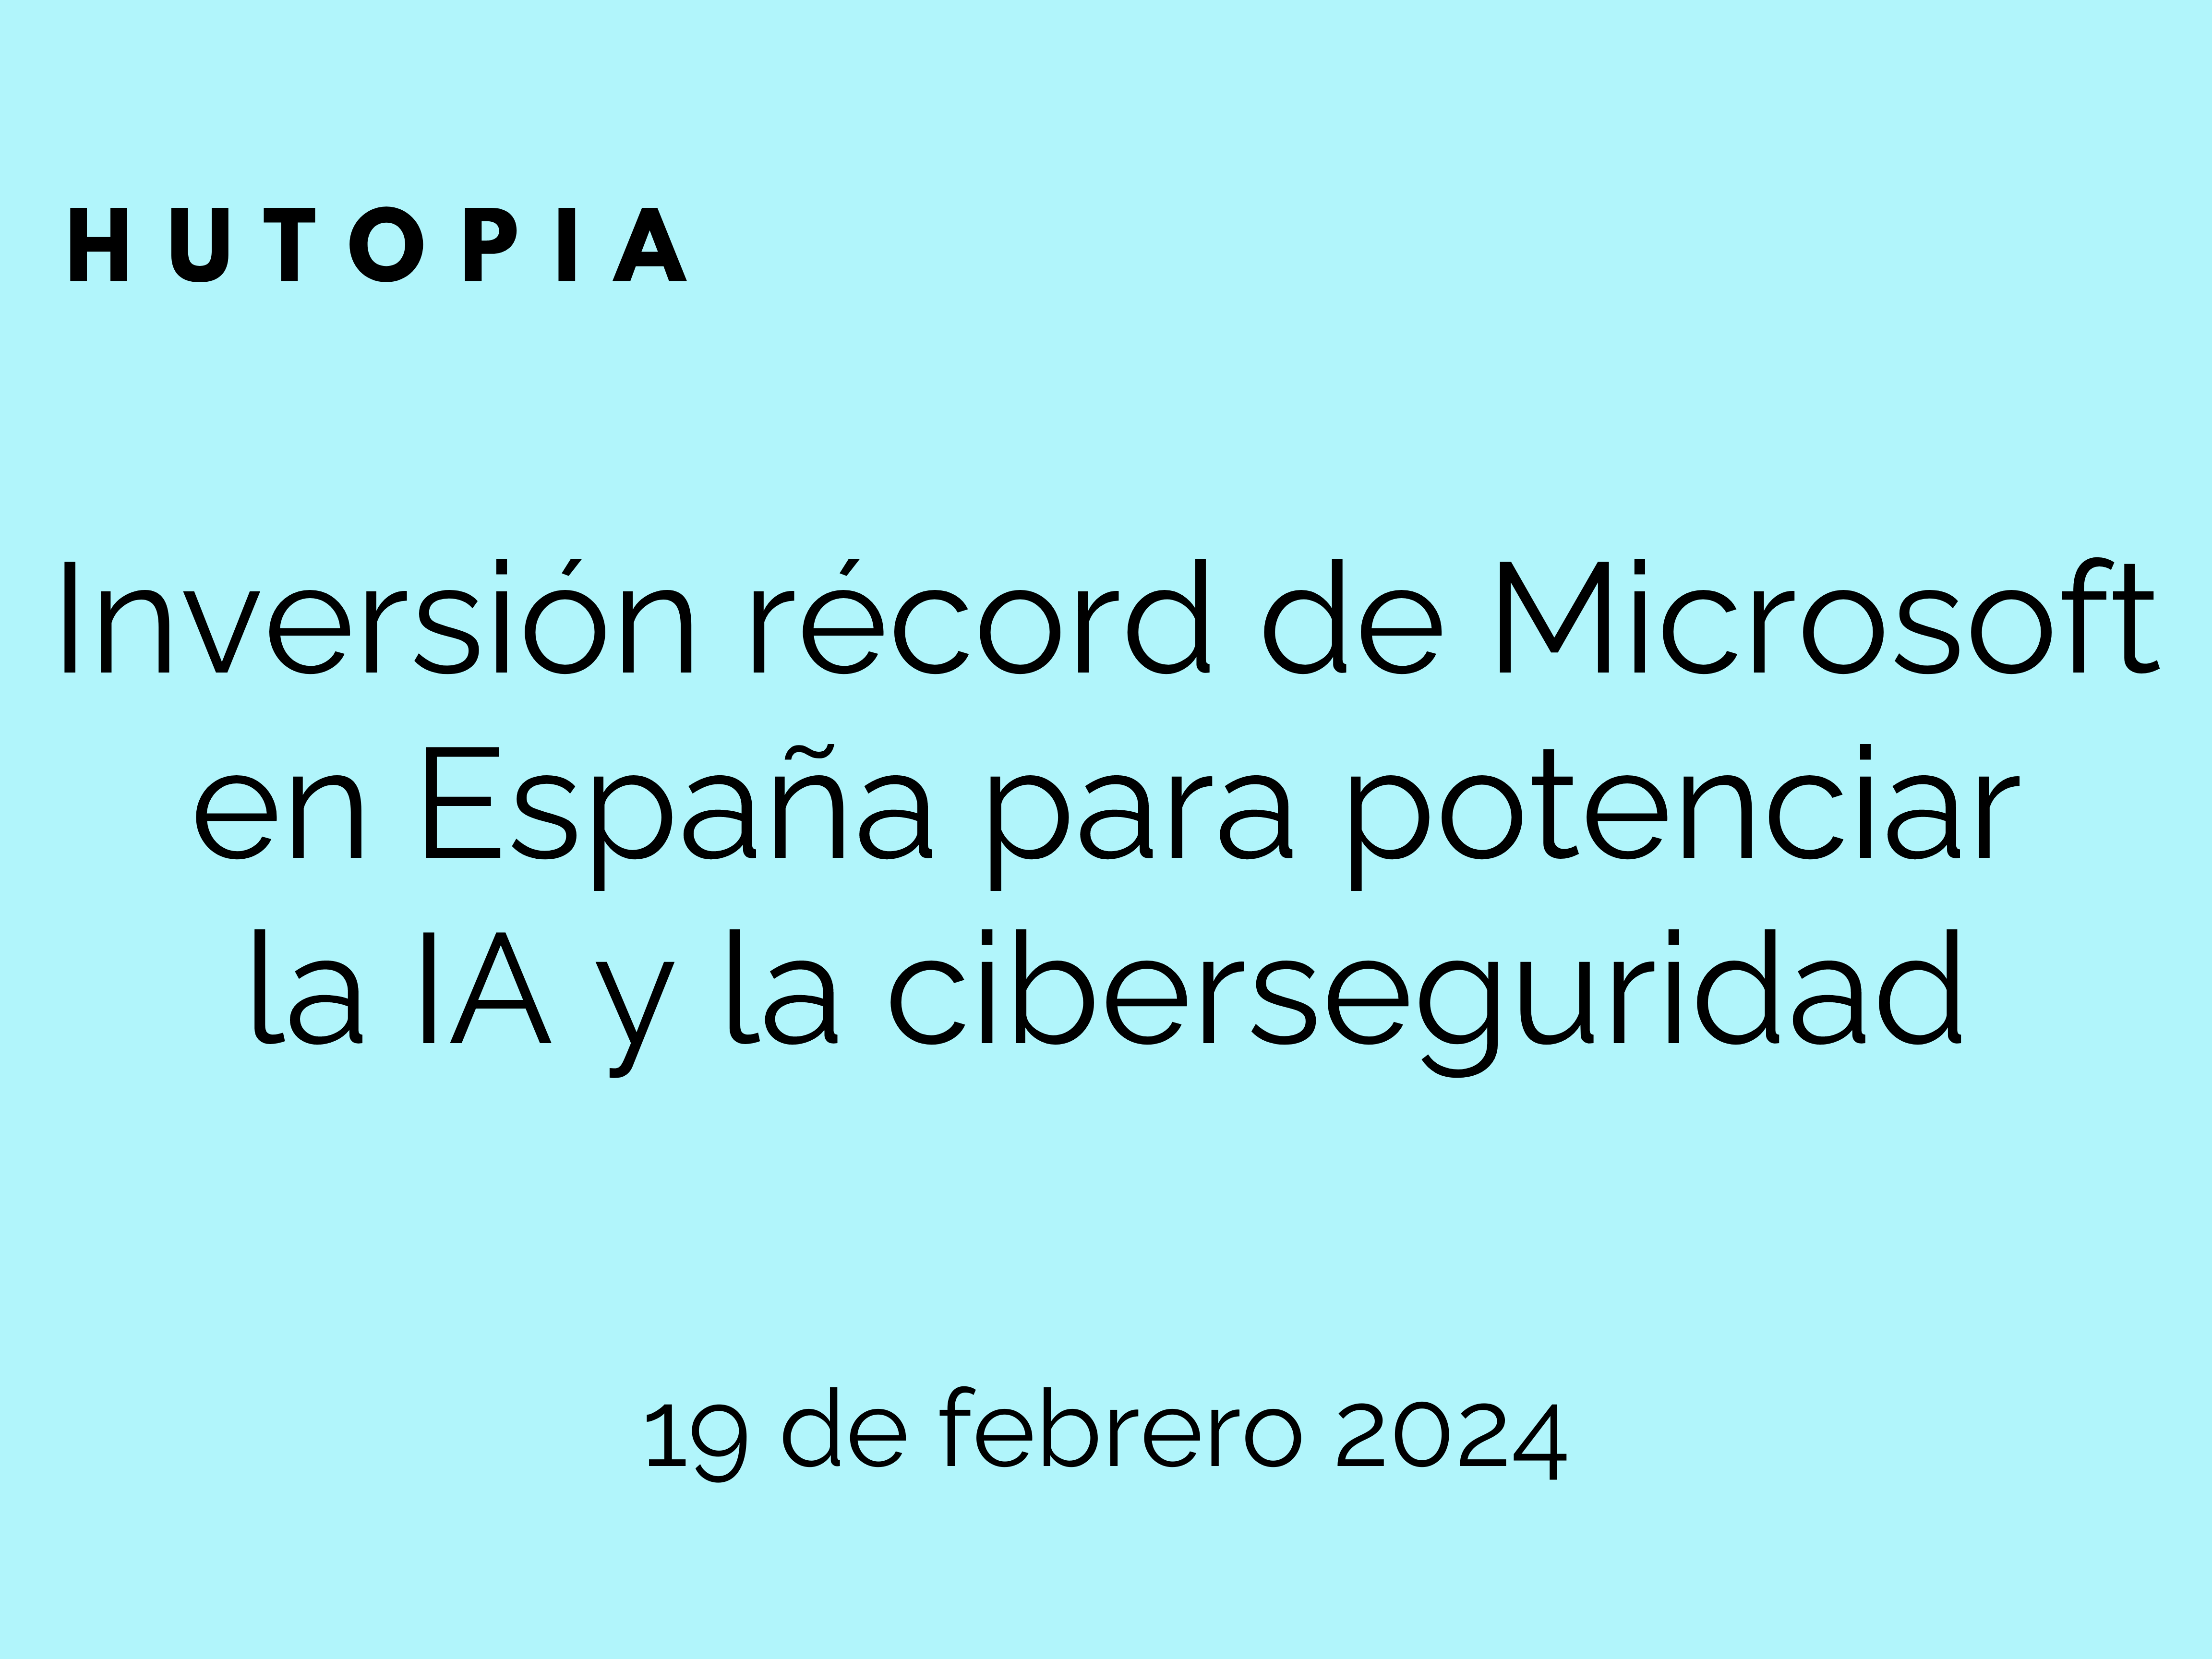 HUTOPIA
Inversión récord de Microsoft
en España para potenciar
la IA y la ciberseguridad
19 de febrero 2024